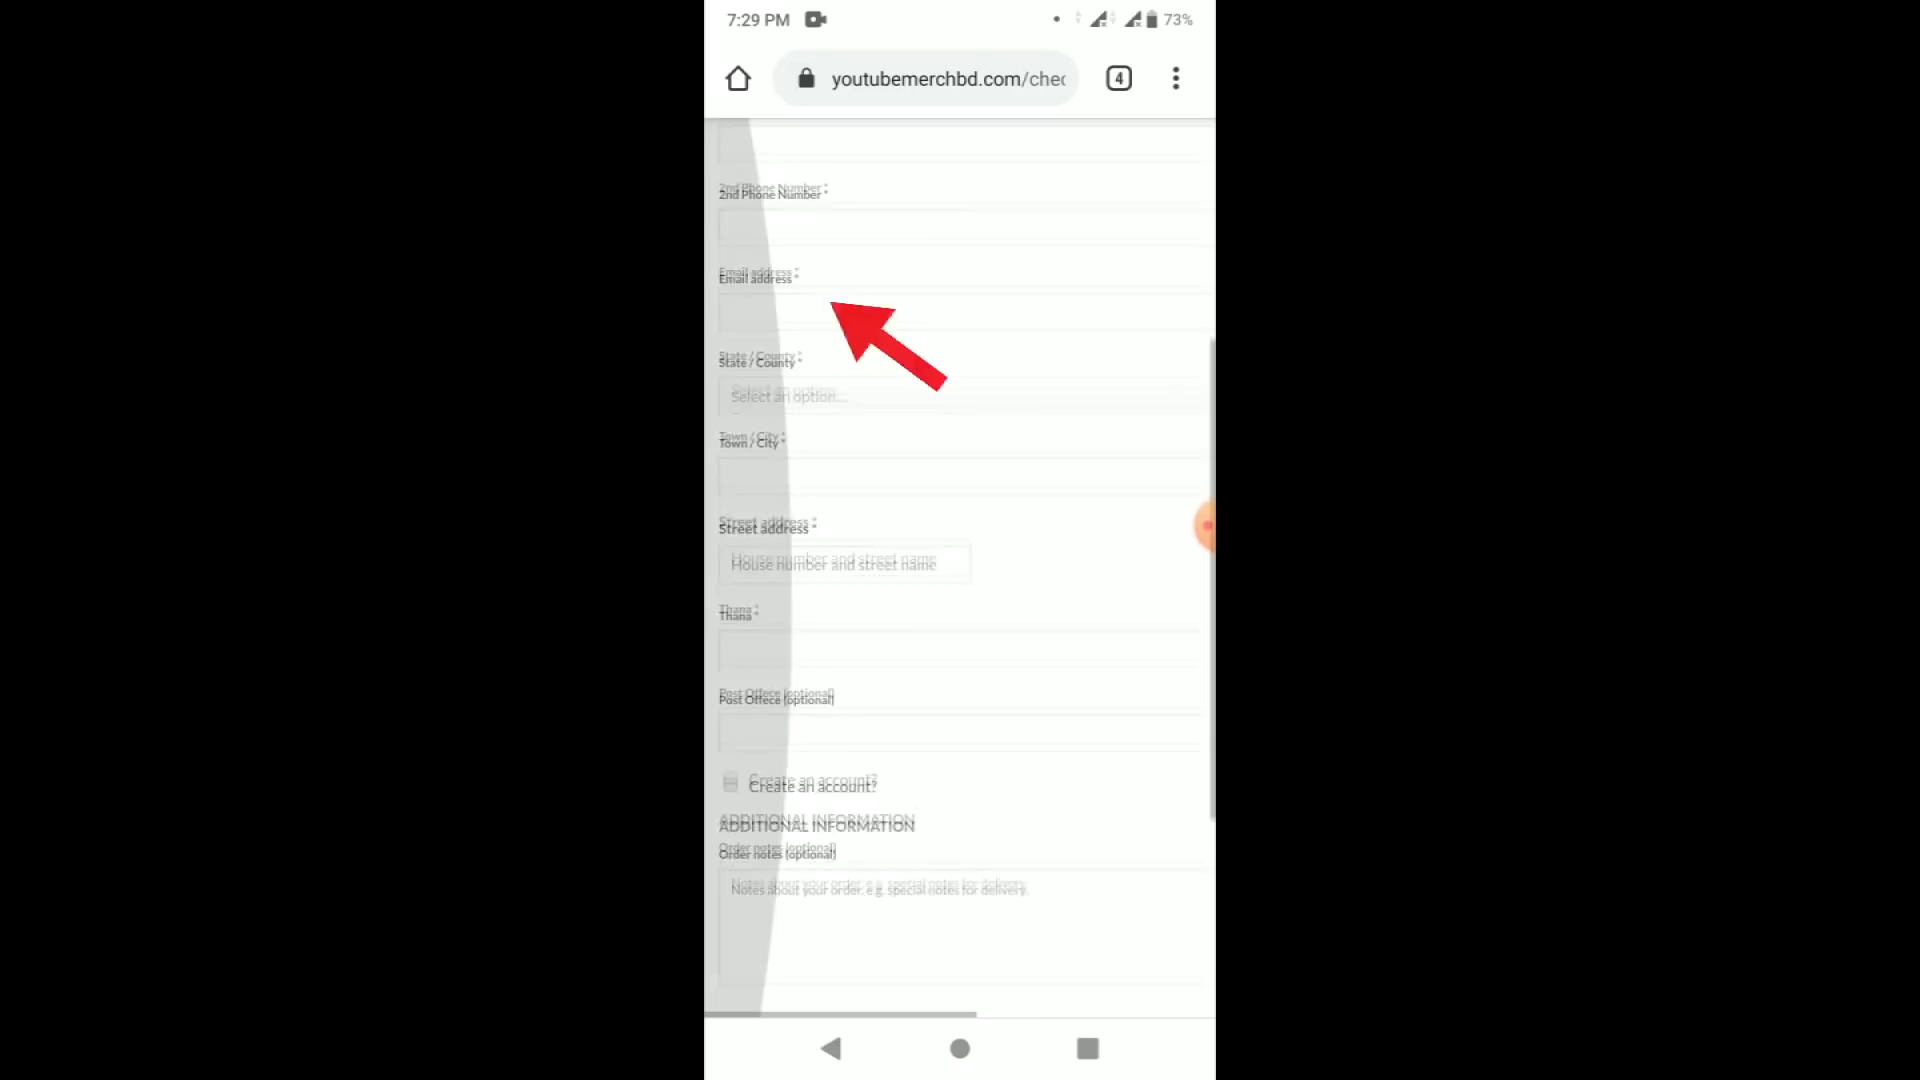 7:29 PM
73%
youtubemerchbd.com/chec
4
2nd Phone Number *
Email address *
State / County *
Select an option...
Town / City *
Street address *
House number and street name
Thana *
Post Offece (optional)
Create an account?
ADDITIONAL INFORMATION
Order notes (optional)
Notes about your order, e.g. special notes for delivery.